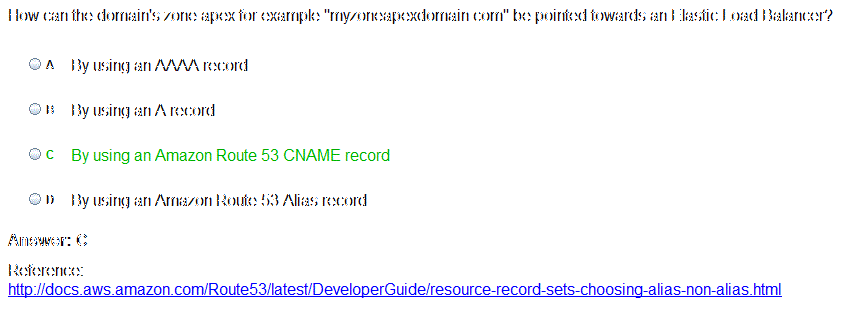 How can the domain's zone apex for example "myzoneapexdomain com" be pointed towards an Elastic Load Balancer?
A By using an AAAA record
B By using an A record
C By using an Amazon Route 53 CNAME record
D By using an Amazon Route 53 Alias record
Answer: C
Reference:
http://docs.aws.amazon.com/Route53/latest/DeveloperGuide/resource-record-sets-choosing-alias-non-alias.html